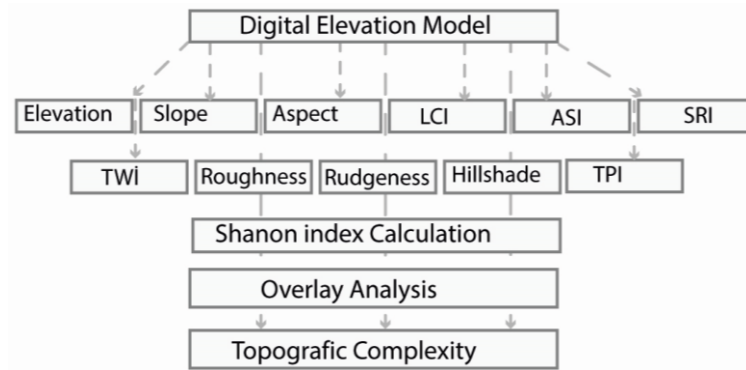 Digital Elevation Model
Elevation
Slope
Aspect
LCI
ASI
SRI
TWİ
Roughness
Rudgeness
Hillshade
TPI
Shanon index Calculation
Overlay Analysis
Topografic Complexity